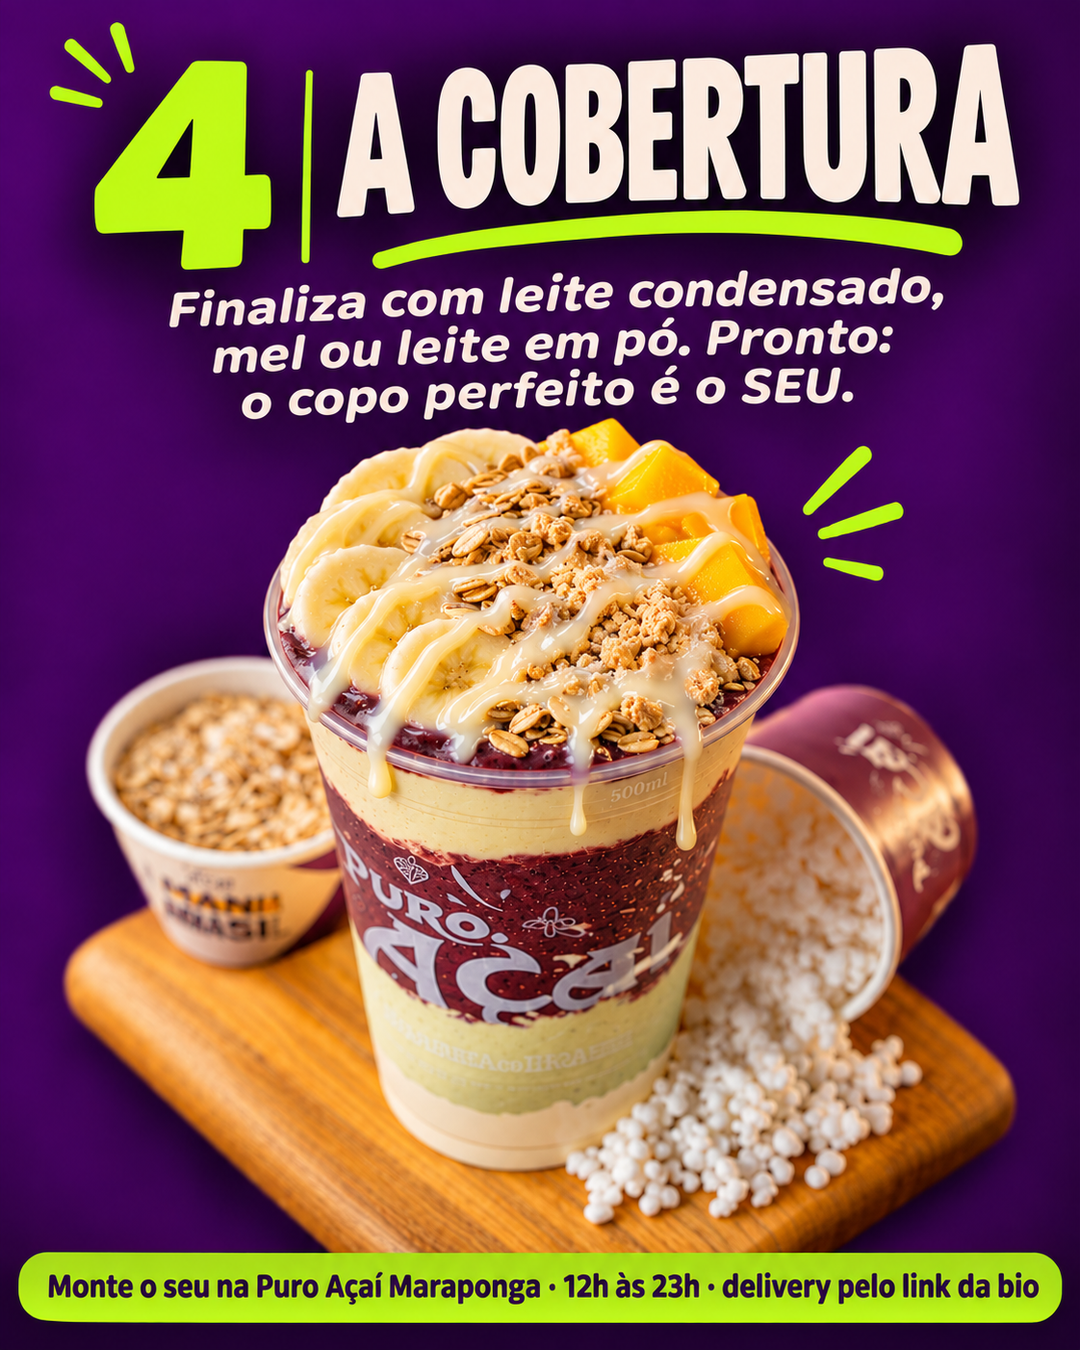 4
A COBERTURA
Finaliza com leite condensado,
mel ou leite em pó. Pronto:
o copo perfeito é o SEU.
500ml
PURO
AÇAÍ
Monte o seu na Puro Açaí Maraponga · 12h às 23h · delivery pelo link da bio